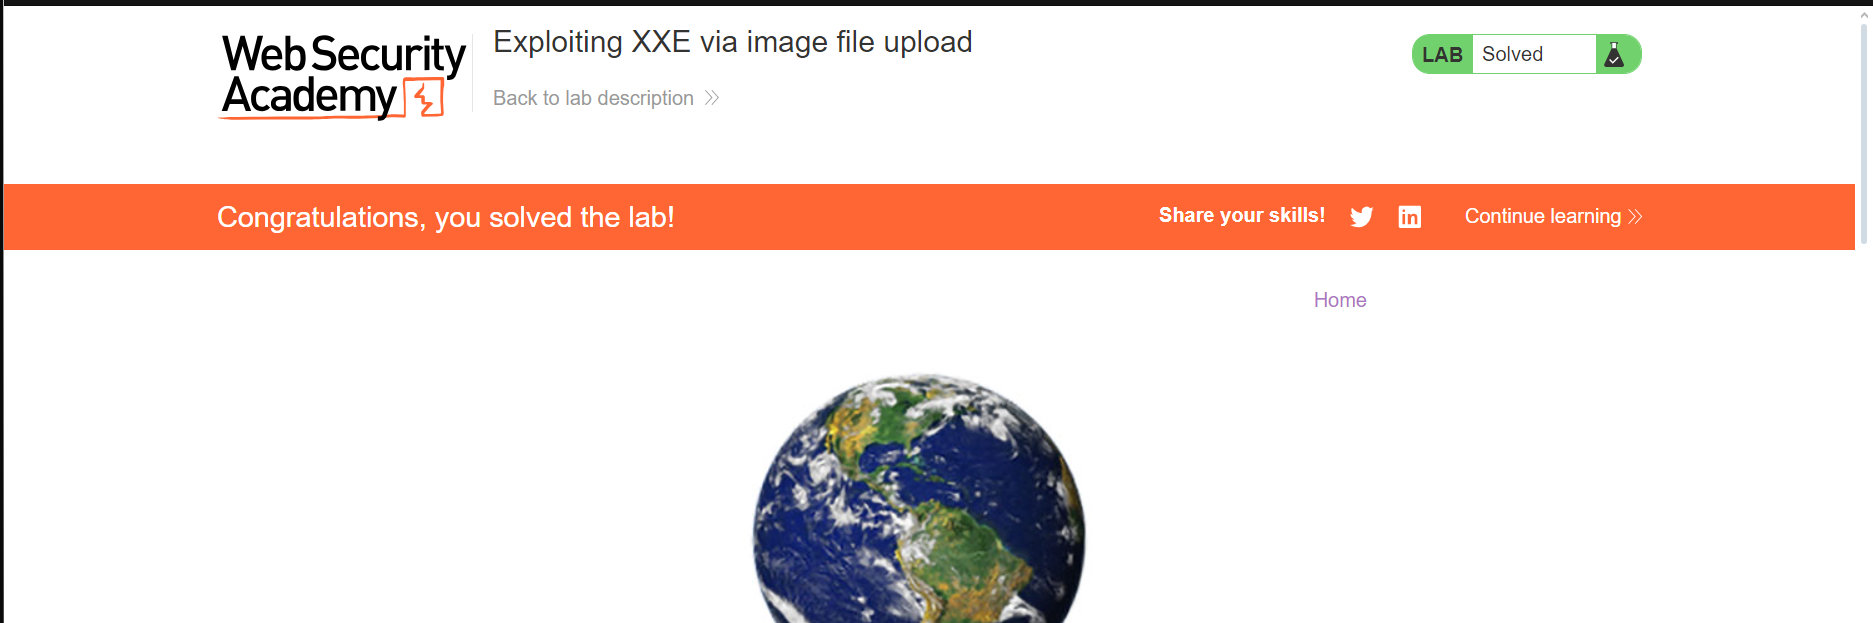 Web Security
Academy
Exploiting XXE via image file upload
Back to lab description
LAB Solved
Congratulations, you solved the lab!
Share your skills!
Continue learning
Home